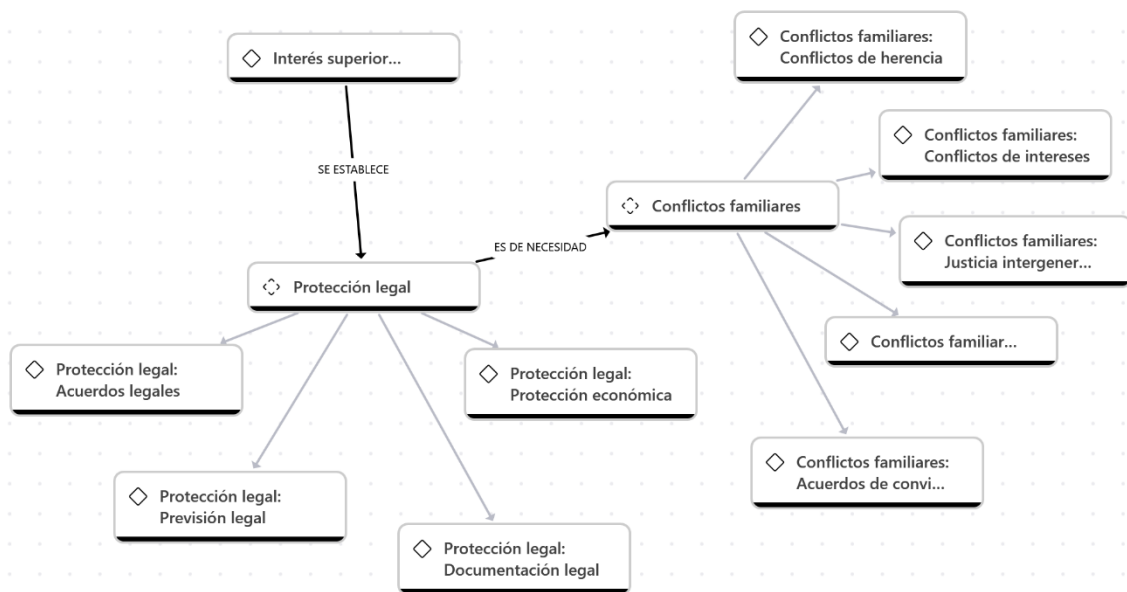 Interés superior...
Conflictos familiares:
Conflictos de herencia
Conflictos familiares:
Conflictos de intereses
SE ESTABLECE
Conflictos familiares
Conflictos familiares:
Justicia intergener...
ES DE NECESIDAD
Protección legal
Conflictos familiar...
Protección legal:
Acuerdos legales
Protección legal:
Protección económica
Conflictos familiares:
Acuerdos de convi...
Protección legal:
Previsión legal
Protección legal:
Documentación legal